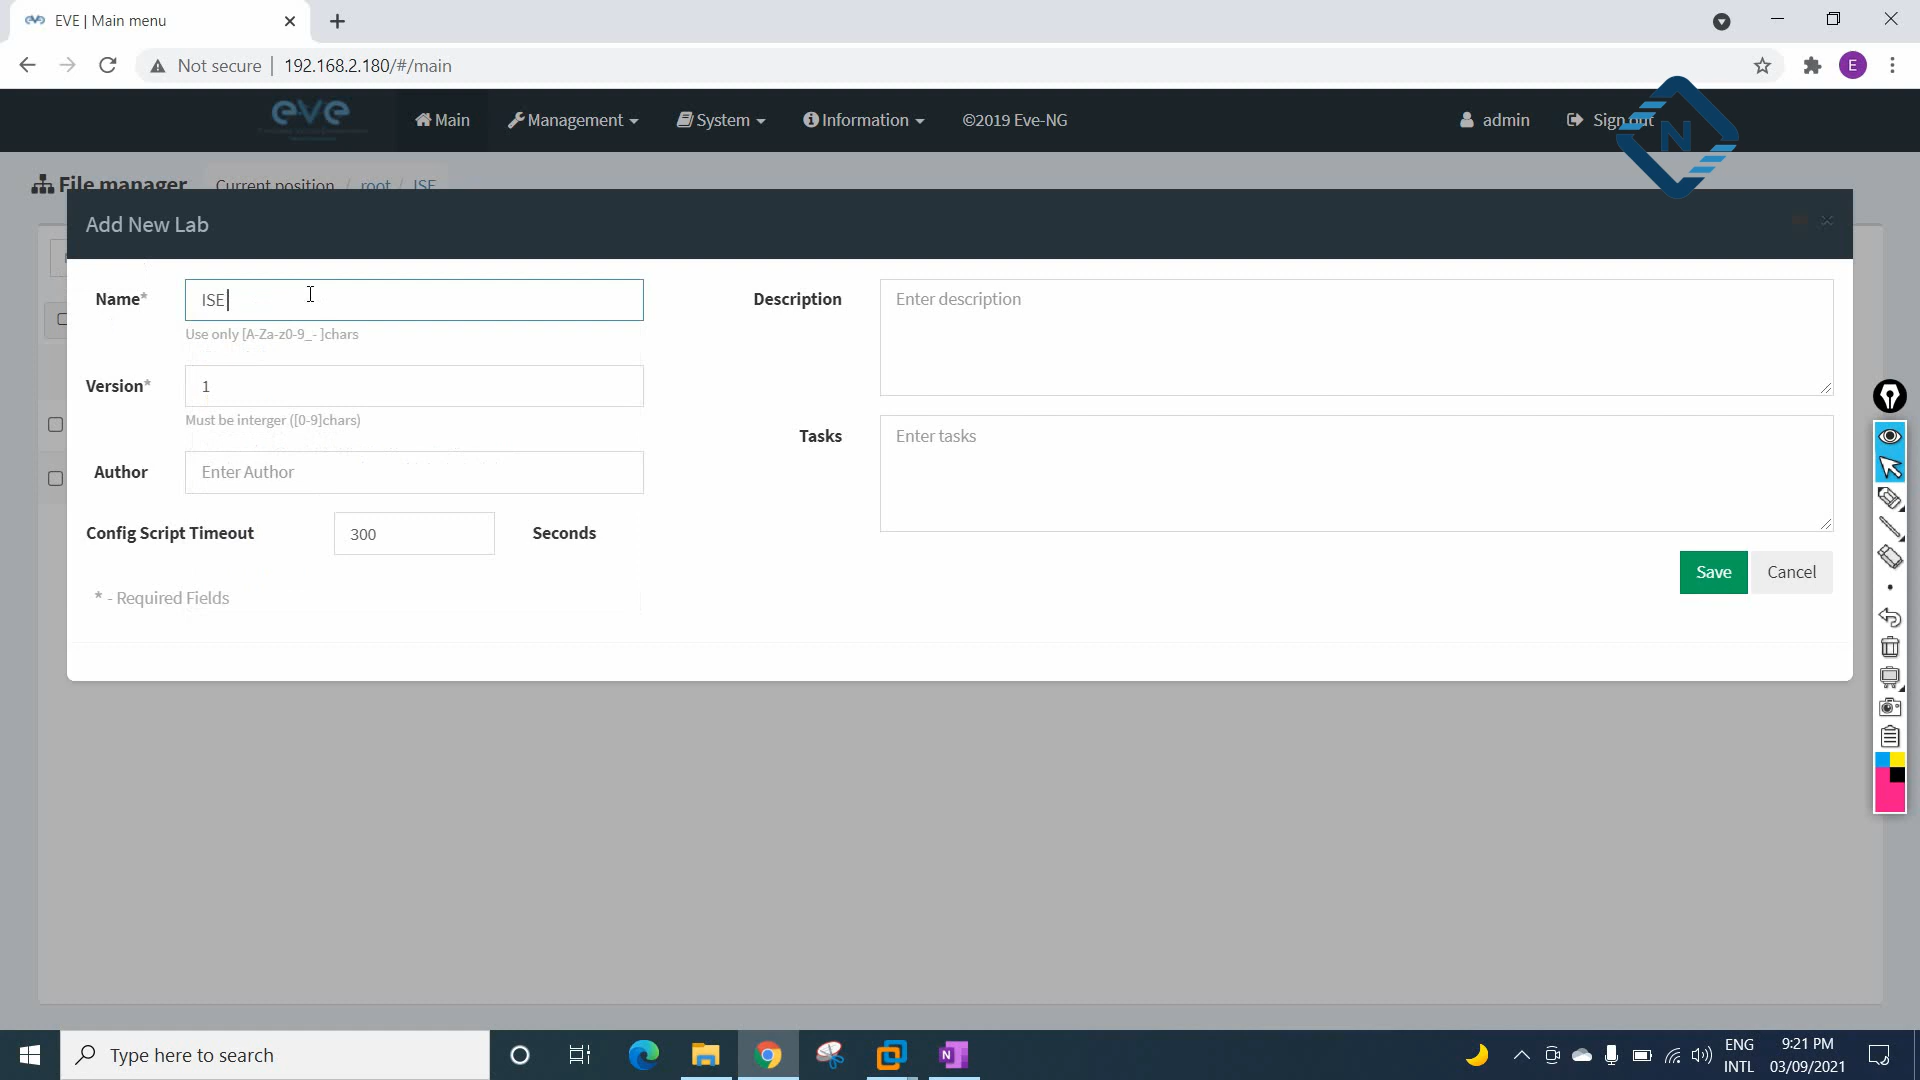 EVE | Main menu
Not secure
192.168.2.180/#/main
E
eve
Main
Management
System
Information
©2019 Eve-NG
admin
Sign out
N
File manager
Current position / root / ISE
Add New Lab
Name*
ISE
Use only [A-Za-z0-9_- ]chars
Version*
1
Must be interger ([0-9]chars)
Author
Enter Author
Config Script Timeout
300
Seconds
* - Required Fields
Description
Enter description
Tasks
Enter tasks
Save
Cancel
Type here to search
N
ENG
INTL
9:21 PM
03/09/2021